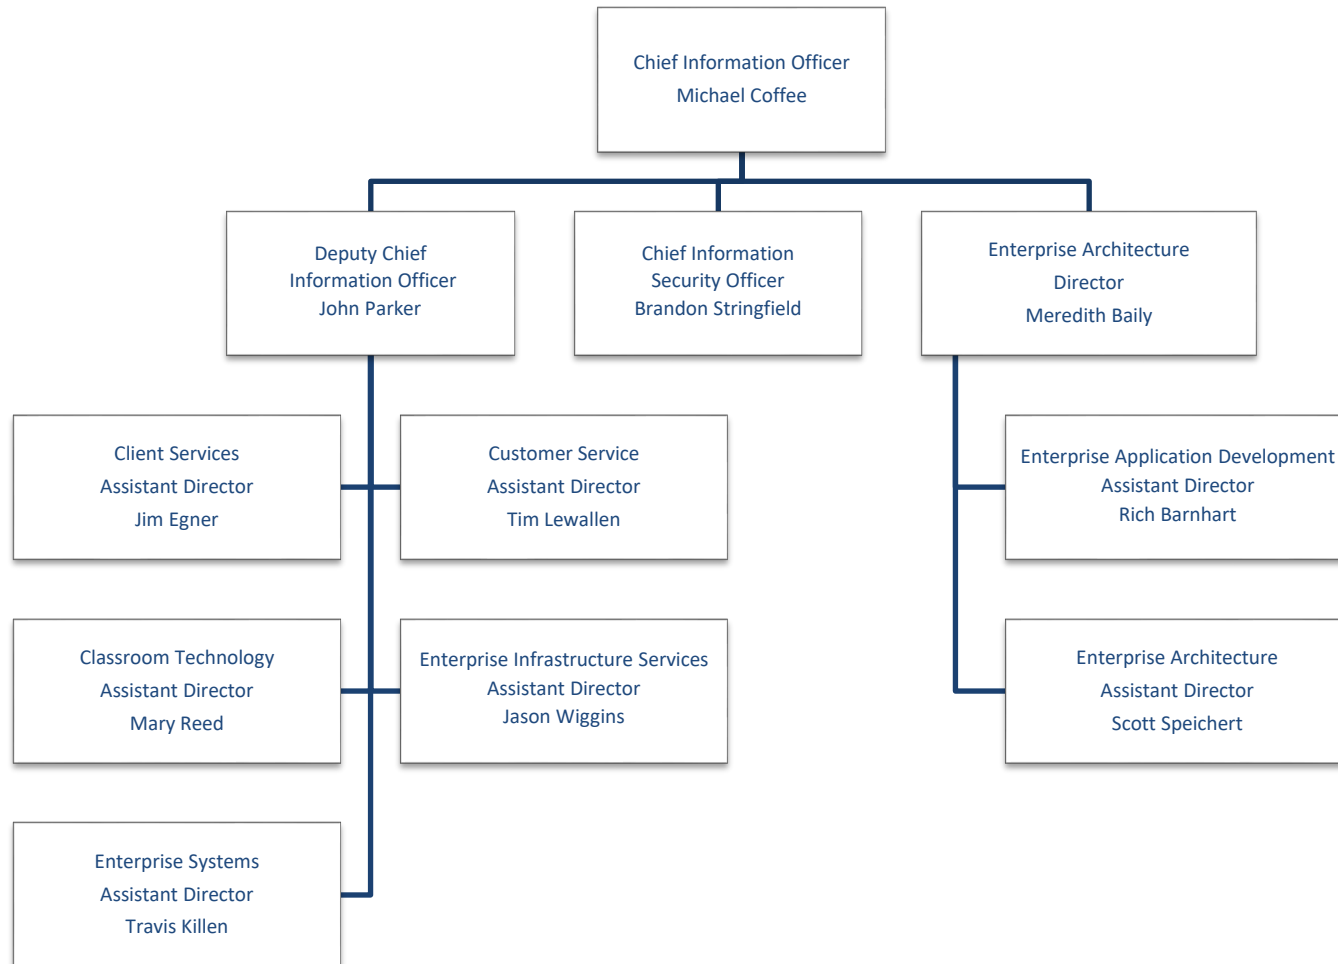 Chief Information Officer
Michael Coffee
Deputy Chief
Information Officer
John Parker
Chief Information
Security Officer
Brandon Stringfield
Enterprise Architecture
Director
Meredith Baily
Client Services
Assistant Director
Jim Egner
Customer Service
Assistant Director
Tim Lewallen
Enterprise Application Development
Assistant Director
Rich Barnhart
Classroom Technology
Assistant Director
Mary Reed
Enterprise Infrastructure Services
Assistant Director
Jason Wiggins
Enterprise Architecture
Assistant Director
Scott Speichert
Enterprise Systems
Assistant Director
Travis Killen